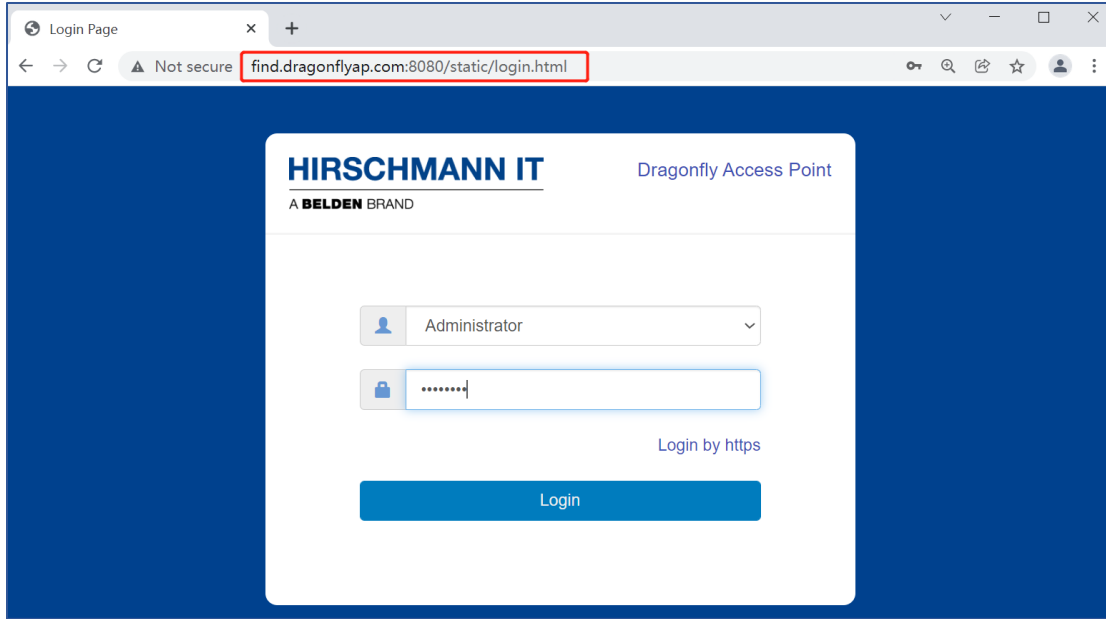 Login Page
Not secure find.dragonflyap.com:8080/static/login.html
HIRSCHMANN IT
A BELDEN BRAND
Dragonfly Access Point
Administrator
••••••••
Login by https
Login